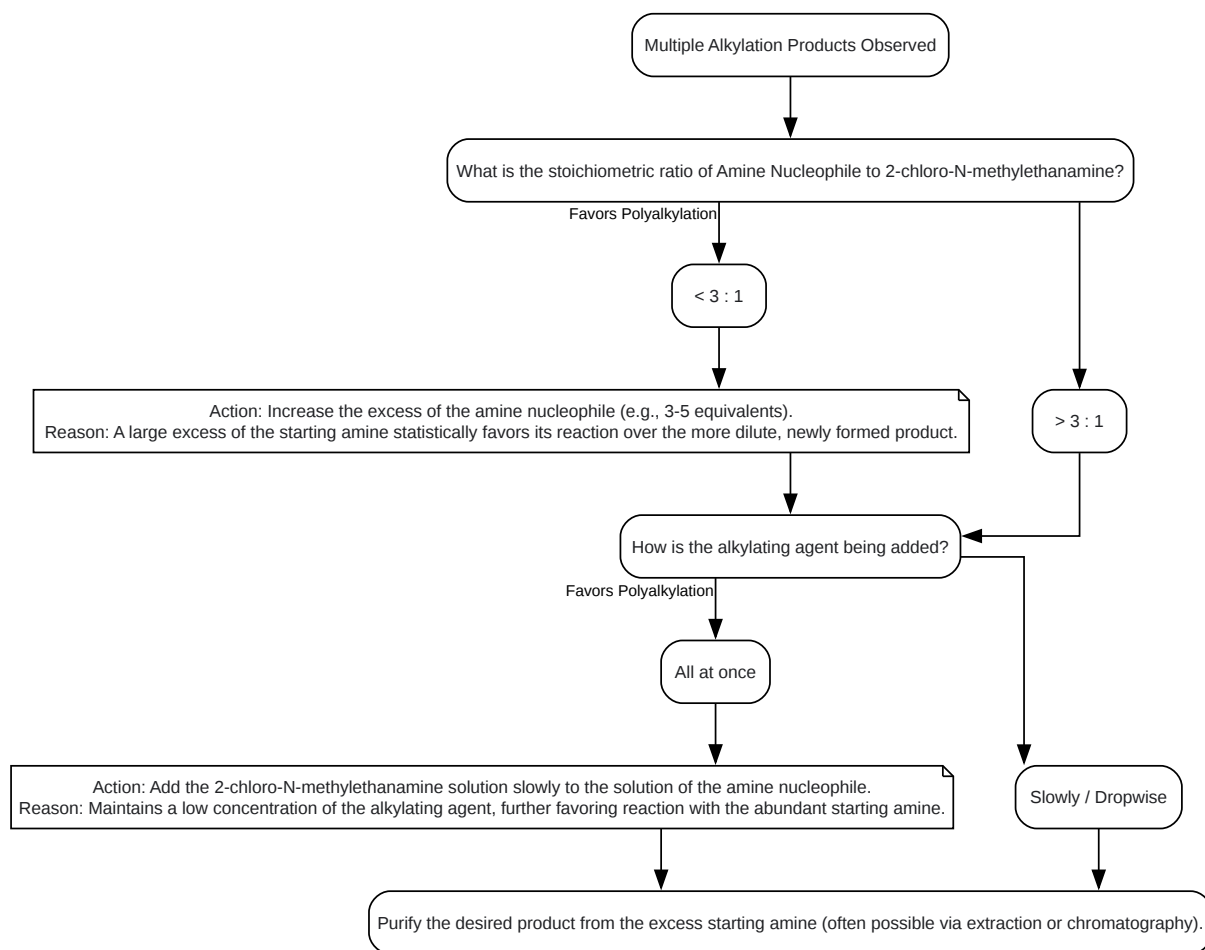 Multiple Alkylation Products Observed
What is the stoichiometric ratio of Amine Nucleophile to 2-chloro-N-methylethanamine?
Favors Polyalkylation
< 3 : 1
Action: Increase the excess of the amine nucleophile (e.g., 3-5 equivalents).
Reason: A large excess of the starting amine statistically favors its reaction over the more dilute, newly formed product.
> 3 : 1
How is the alkylating agent being added?
Favors Polyalkylation
All at once
Action: Add the 2-chloro-N-methylethanamine solution slowly to the solution of the amine nucleophile.
Reason: Maintains a low concentration of the alkylating agent, further favoring reaction with the abundant starting amine.
Slowly / Dropwise
Purify the desired product from the excess starting amine (often possible via extraction or chromatography).